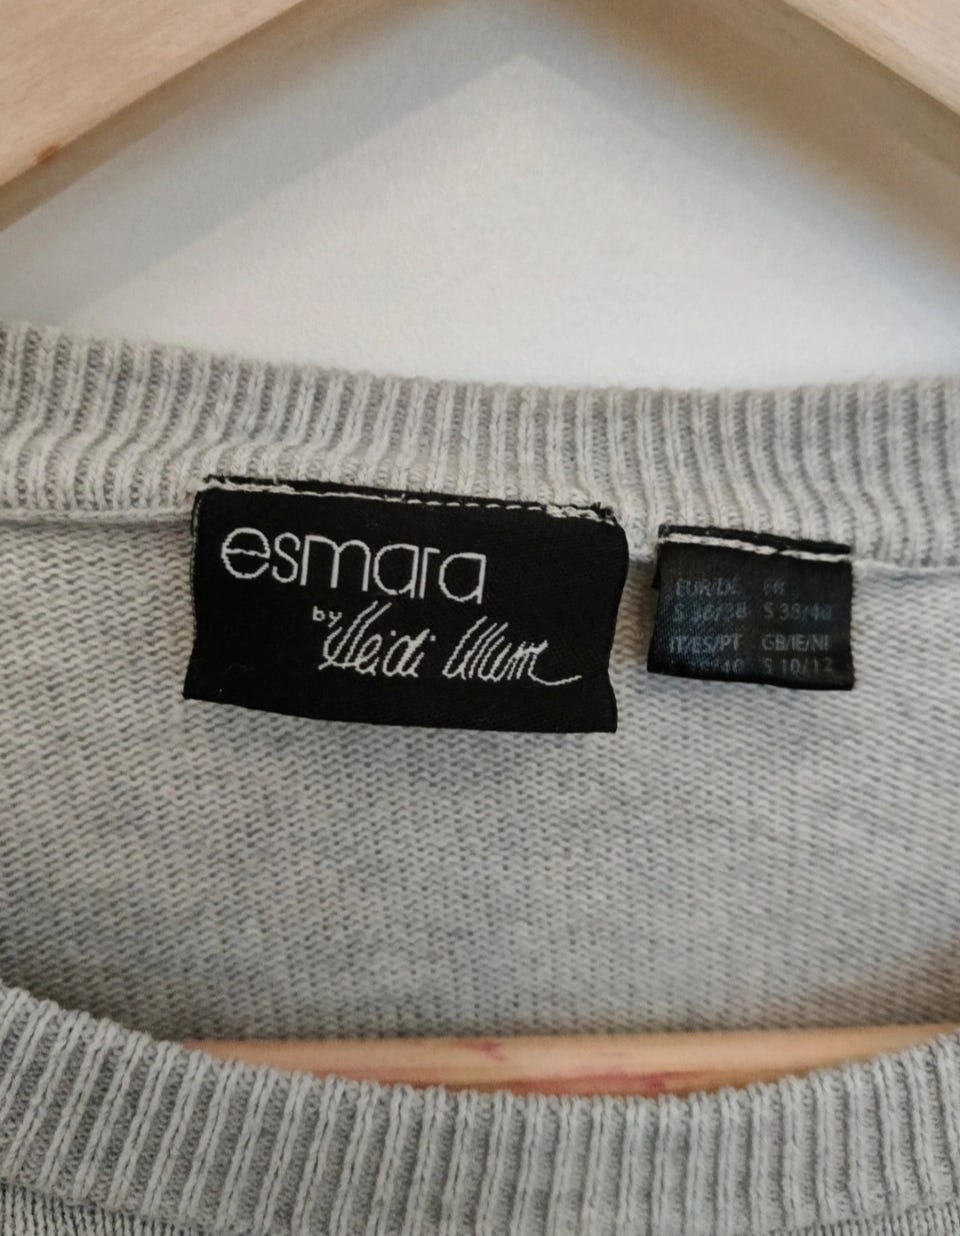 esmara
by Heidi Klum
EUR/DE FR
S 36/38 S 38/40
IT/ES/PT GB/IE/NI
S 10/12